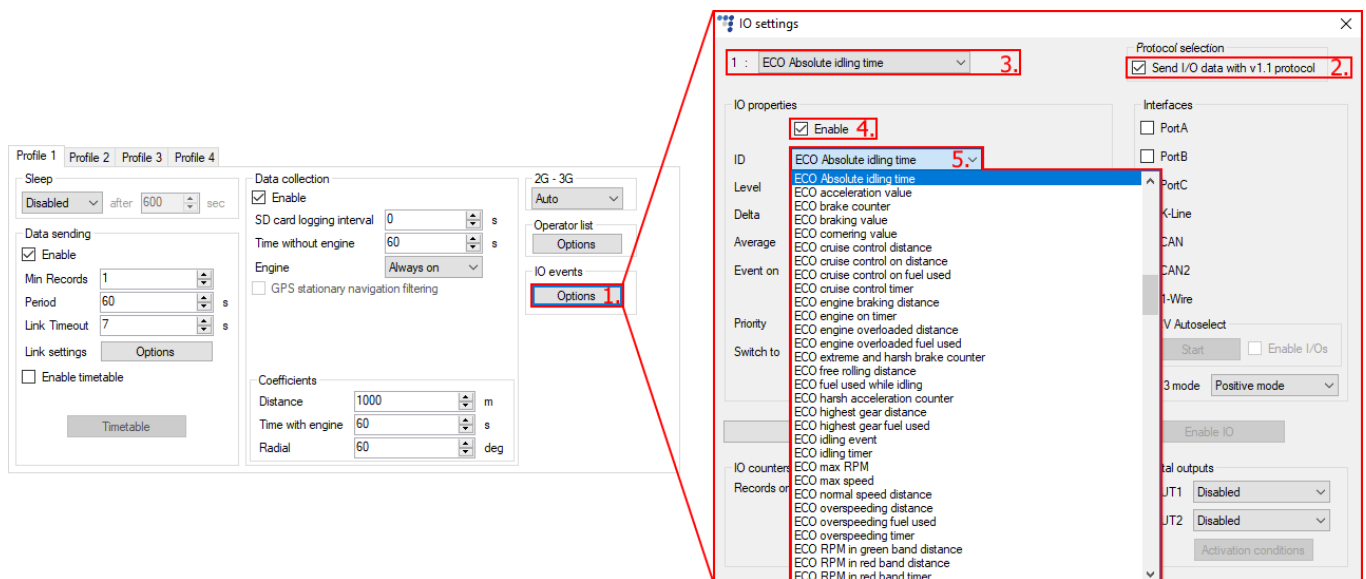 Profile 1 Profile 2 Profile 3 Profile 4
Sleep
Disabled after 600 sec
Data sending
Enable
Min Records 1
Period 60 s
Link Timeout 7 s
Link settings Options
Enable timetable
Timetable
Data collection
Enable
SD card logging interval 0 s
Time without engine 60 s
Engine Always on
GPS stationary navigation filtering
Coefficients
Distance 1000 m
Time with engine 60 s
Radial 60 deg
2G - 3G
Auto
Operator list
Options
IO events
Options 1.
IO settings
1 : ECO Absolute idling time 3.
Protocol selection
Send I/O data with v1.1 protocol 2.
IO properties
Enable 4.
ID ECO Absolute idling time 5.
Level
Delta
Average
Event on
Priority
Switch to
ECO Absolute idling time
ECO acceleration value
ECO brake counter
ECO braking value
ECO cornering value
ECO cruise control distance
ECO cruise control on distance
ECO cruise control on fuel used
ECO cruise control timer
ECO engine braking distance
ECO engine on timer
ECO engine overloaded distance
ECO engine overloaded fuel used
ECO extreme and harsh brake counter
ECO free rolling distance
ECO fuel used while idling
ECO harsh acceleration counter
ECO highest gear distance
ECO highest gear fuel used
ECO idling event
ECO idling timer
ECO max RPM
ECO max speed
ECO normal speed distance
ECO overspeeding distance
ECO overspeeding fuel used
ECO overspeeding timer
ECO RPM in green band distance
ECO RPM in red band distance
ECO RPM in red band timer
IO counters
Records on
Interfaces
PortA
PortB
PortC
K-Line
CAN
CAN2
1-Wire
V Autoselect
Start Enable I/Os
3 mode Positive mode
Enable IO
tal outputs
UT1 Disabled
UT2 Disabled
Activation conditions